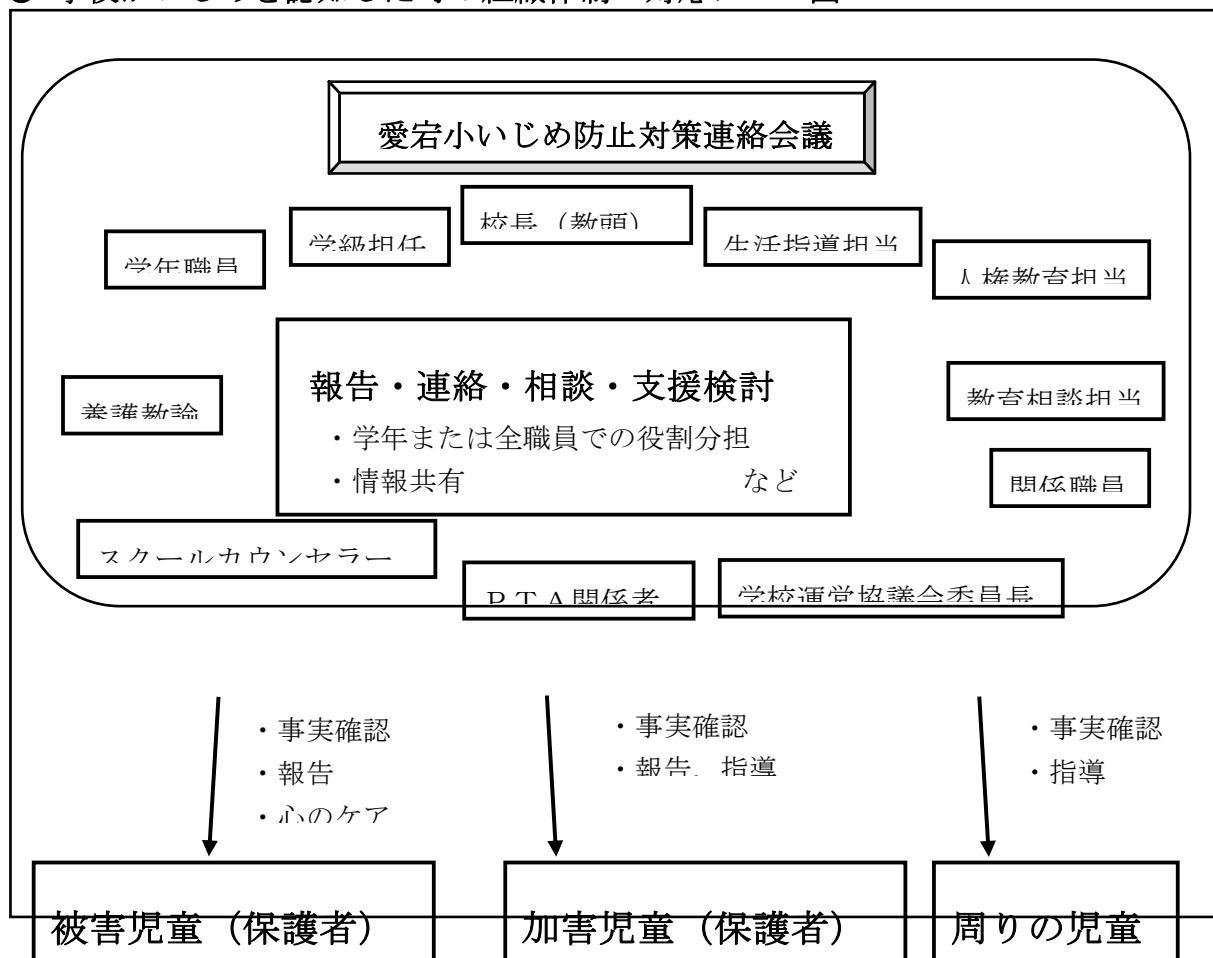 愛宕小いじめ防止対策連絡会議
校長（教頭）
学級担任
生活指導担当
学年職員
人権教育担当
報告・連絡・相談・支援検討
・学年または全職員での役割分担
・情報共有　など
養護教諭
教育相談担当
関係職員
スクールカウンセラー
ＰＴＡ関係者
学校運営協議会委員長
・事実確認
・報告
・心のケア
・事実確認
・報告、指導
・事実確認
・指導
被害児童（保護者）
加害児童（保護者）
周りの児童